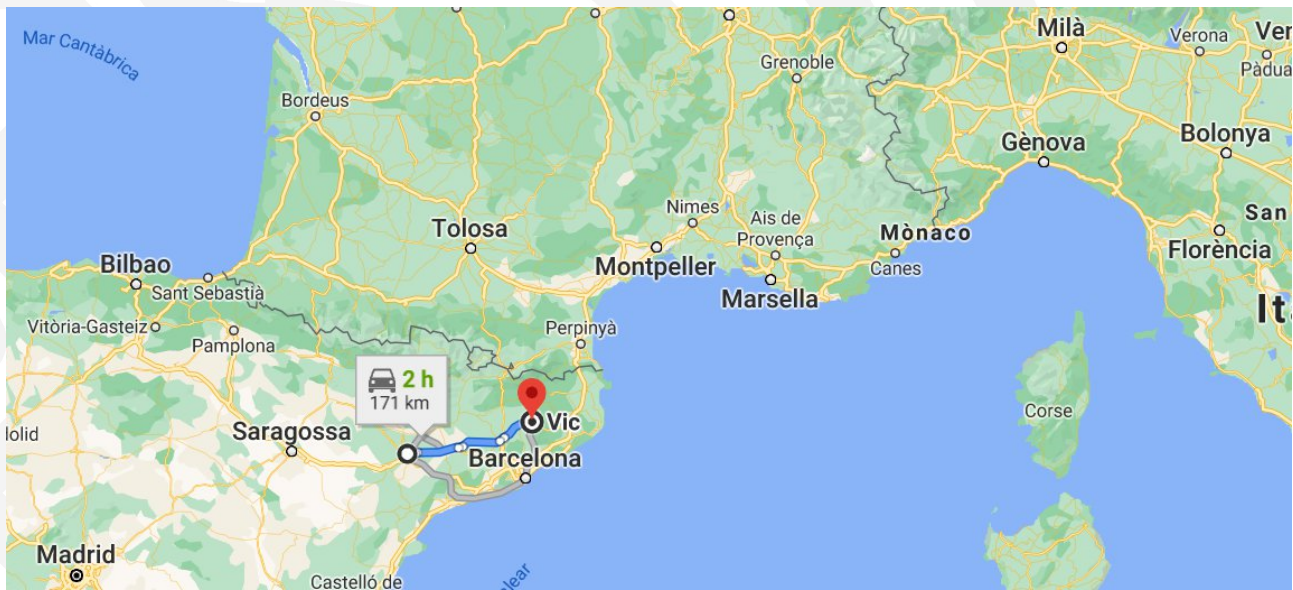 Mar Cantàbrica
Milà
Verona
Ver
Pàdua
Grenoble
Bordeus
Gènova
Bolonya
Nimes
Tolosa
Ais de
Provença
Mònaco
San
Montpeller
Canes
Florència
Bilbao
Sant Sebastià
Marsella
Ita
Vitòria-Gasteiz
Perpinyà
Pamplona
2 h
171 km
Corse
Vic
Saragossa
dolid
Barcelona
Madrid
Castelló de
lear